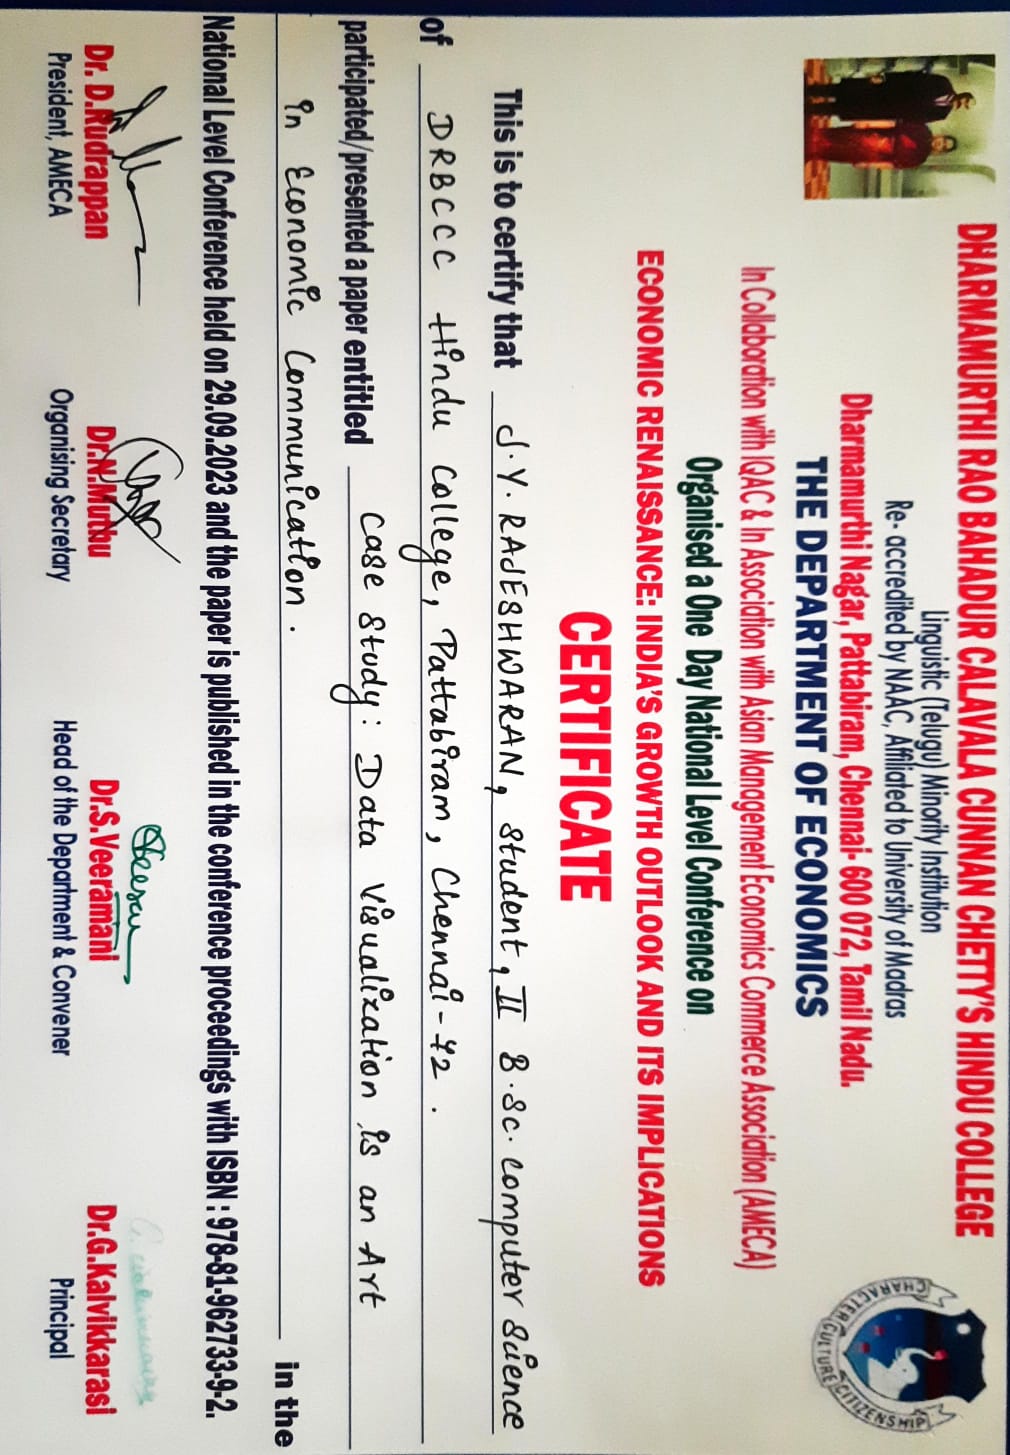 DHARMAMURTHI RAO BAHADUR CALAVALA CUNNAN CHETTY'S HINDU COLLEGE
Linguistic (Telugu) Minority Institution
Re- accredited by NAAC, Affiliated to University of Madras
Dharmamurthi Nagar, Pattabiram, Chennai- 600 072, Tamil Nadu.
CHARACTER CULTURE CITIZENSHIP
THE DEPARTMENT OF ECONOMICS
In Collaboration with IQAC & In Association with Asian Management Economics Commerce Association (AMECA)
Organised a One Day National Level Conference on
ECONOMIC RENAISSANCE: INDIA'S GROWTH OUTLOOK AND ITS IMPLICATIONS
CERTIFICATE
This is to certify that J.Y. RAJESHWARAN, Student, II B.Sc. Computer Science
of DRBCCC Hindu College, Pattabiram, Chennai-72.
participated/presented a paper entitled Case Study: Data Visualization is an Art
in Economic Communication. in the
National Level Conference held on 29.09.2023 and the paper is published in the conference proceedings with ISBN : 978-81-962733-9-2.
Dr. D.Rudrappan Dr.N.Muthu Dr.S.Veeramani Dr.G.Kalvikkarasi
President, AMECA Organising Secretary Head of the Department & Convener Principal